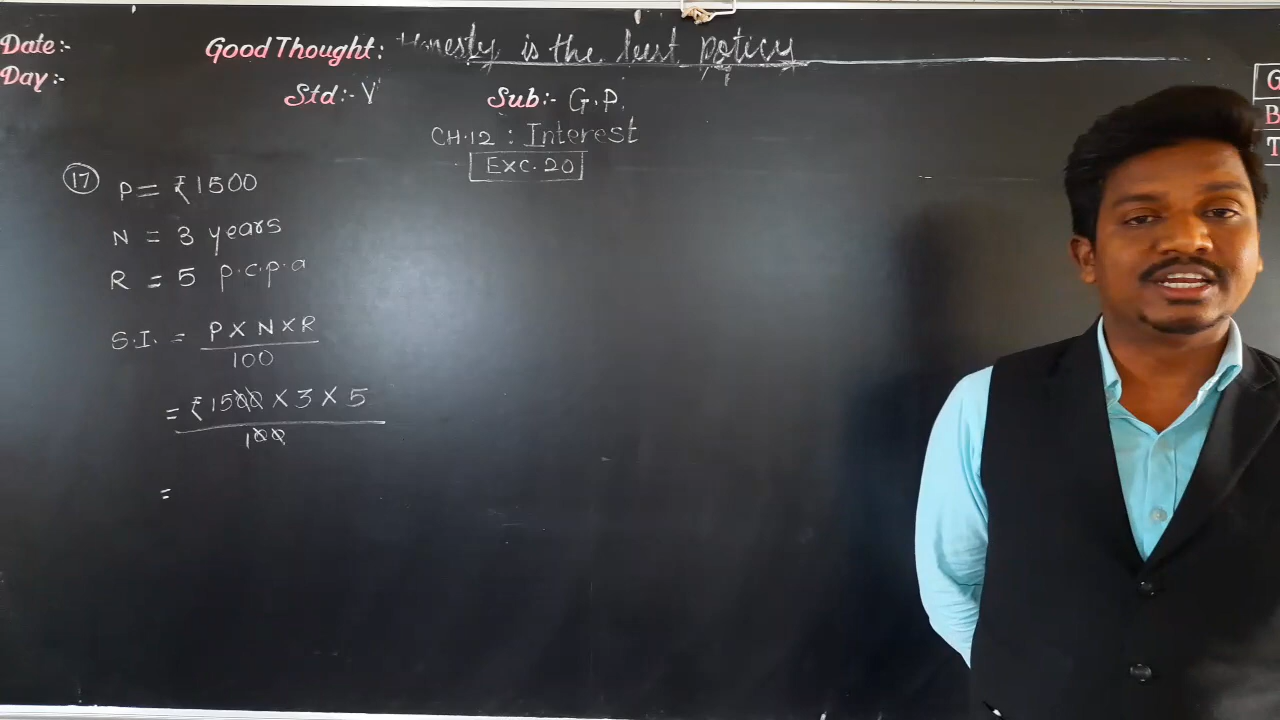 Date:-
Good Thought: Honesty is the best policy
Day:-
Std:- V
Sub:- G.P.
CH.12 : Interest
Exc. 20
17 P = ₹1500
N = 3 years
R = 5 p.c.p.a
S.I. = P × N × R
100
= ₹1500 × 3 × 5
100
=
G
B
T